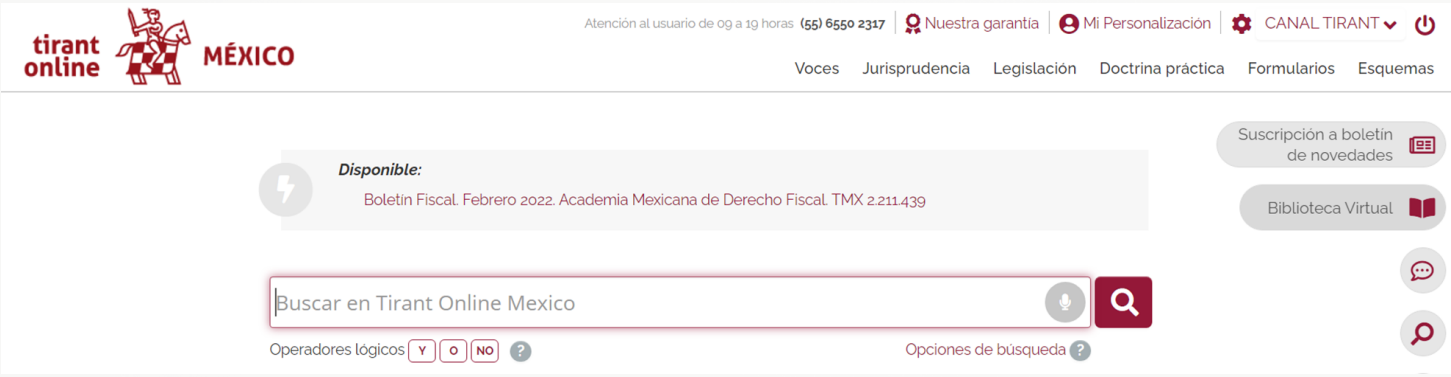 tirant
online
MÉXICO
Atención al usuario de 09 a 19 horas (55) 6550 2317
Nuestra garantía
Mi Personalización
CANAL TIRANT
Voces
Jurisprudencia
Legislación
Doctrina práctica
Formularios
Esquemas
Suscripción a boletín
de novedades
Disponible:
Boletín Fiscal. Febrero 2022. Academia Mexicana de Derecho Fiscal. TMX 2.211.439
Biblioteca Virtual
Buscar en Tirant Online Mexico
Operadores lógicos Y O NO ?
Opciones de búsqueda ?